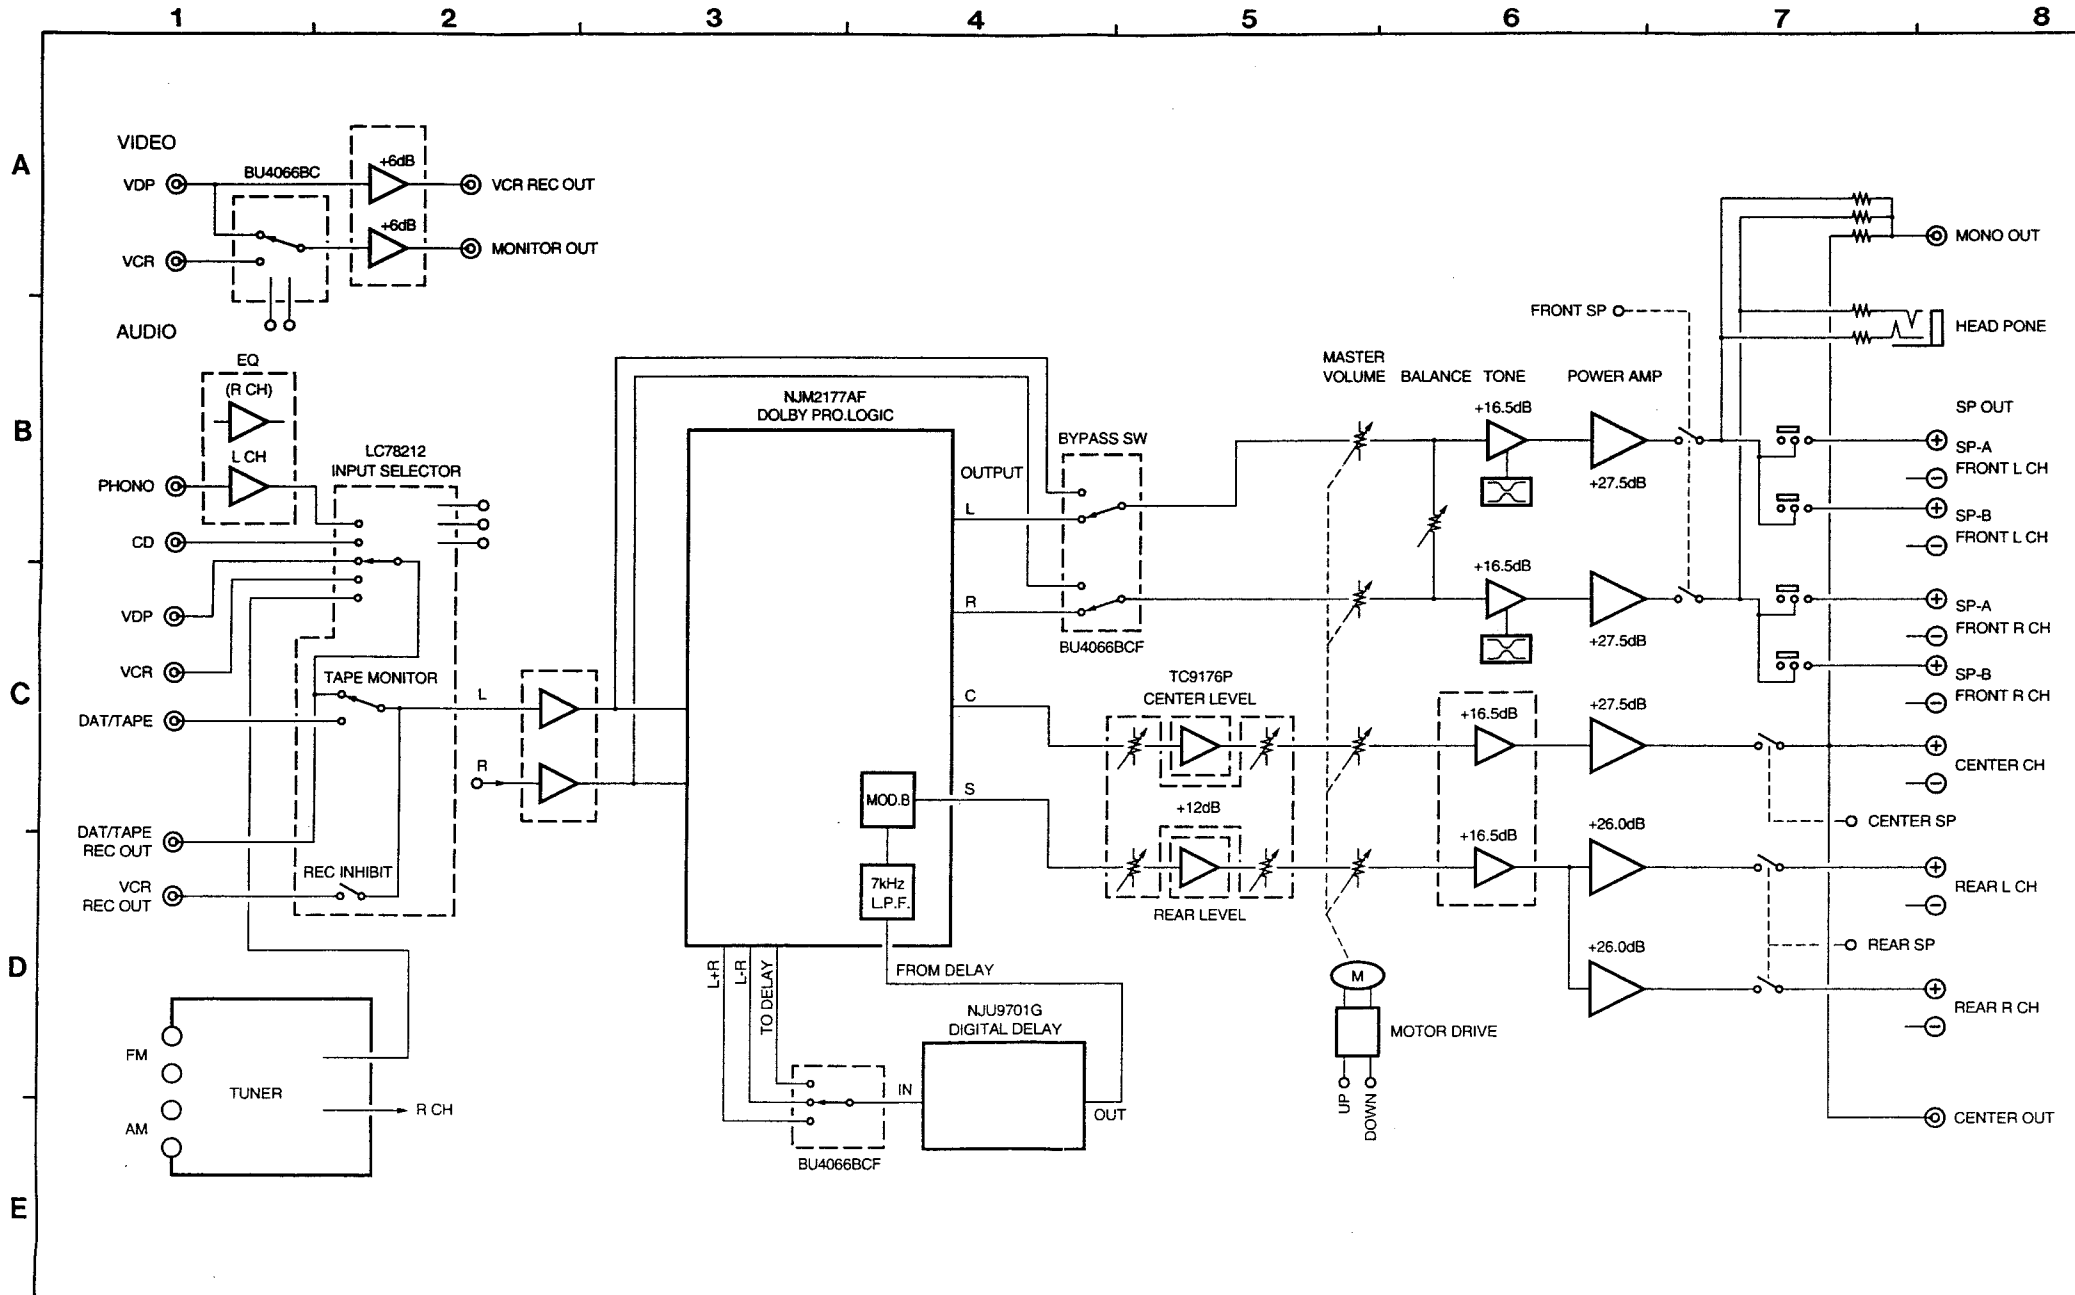 1 2 3 4 5 6 7 8
A
B
C
D
E
VIDEO
VDP
BU4066BC
+6dB
VCR REC OUT
+6dB
MONITOR OUT
VCR
AUDIO
EQ
(R CH)
L CH
PHONO
LC78212
INPUT SELECTOR
CD
VDP
VCR
TAPE MONITOR
DAT/TAPE
DAT/TAPE
REC OUT
REC INHIBIT
VCR
REC OUT
FM
AM
TUNER
R CH
L
R
NJM2177AF
DOLBY PRO.LOGIC
OUTPUT
L
R
C
S
MOD.B
7kHz
L.P.F.
L+R
L-R
TO DELAY
FROM DELAY
NJU9701G
DIGITAL DELAY
IN
OUT
BU4066BCF
BYPASS SW
BU4066BCF
TC9176P
CENTER LEVEL
+12dB
REAR LEVEL
MASTER
VOLUME
BALANCE
TONE
POWER AMP
+16.5dB
+27.5dB
+16.5dB
+27.5dB
+16.5dB
+27.5dB
+16.5dB
+26.0dB
+26.0dB
M
MOTOR DRIVE
UP
DOWN
FRONT SP
MONO OUT
HEAD PONE
SP OUT
SP-A
FRONT L CH
SP-B
FRONT L CH
SP-A
FRONT R CH
SP-B
FRONT R CH
CENTER CH
CENTER SP
REAR L CH
REAR SP
REAR R CH
CENTER OUT